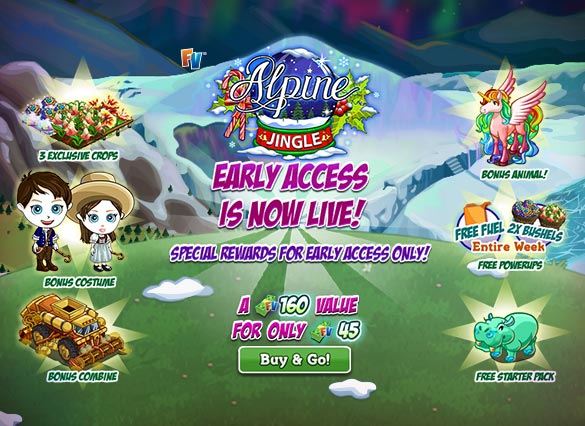 FV
Alpine
JINGLE
EARLY ACCESS
IS NOW LIVE!
SPECIAL REWARDS FOR EARLY ACCESS ONLY!
3 EXCLUSIVE CROPS
BONUS COSTUME
BONUS COMBINE
A FV 160 VALUE
FOR ONLY FV 45
Buy & Go!
BONUS ANIMAL!
FREE FUEL 2X BUSHELS
Entire Week
FREE POWERUPS
FREE STARTER PACK